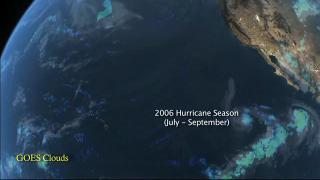 2006 Hurricane Season
(July - September)
GOES Clouds